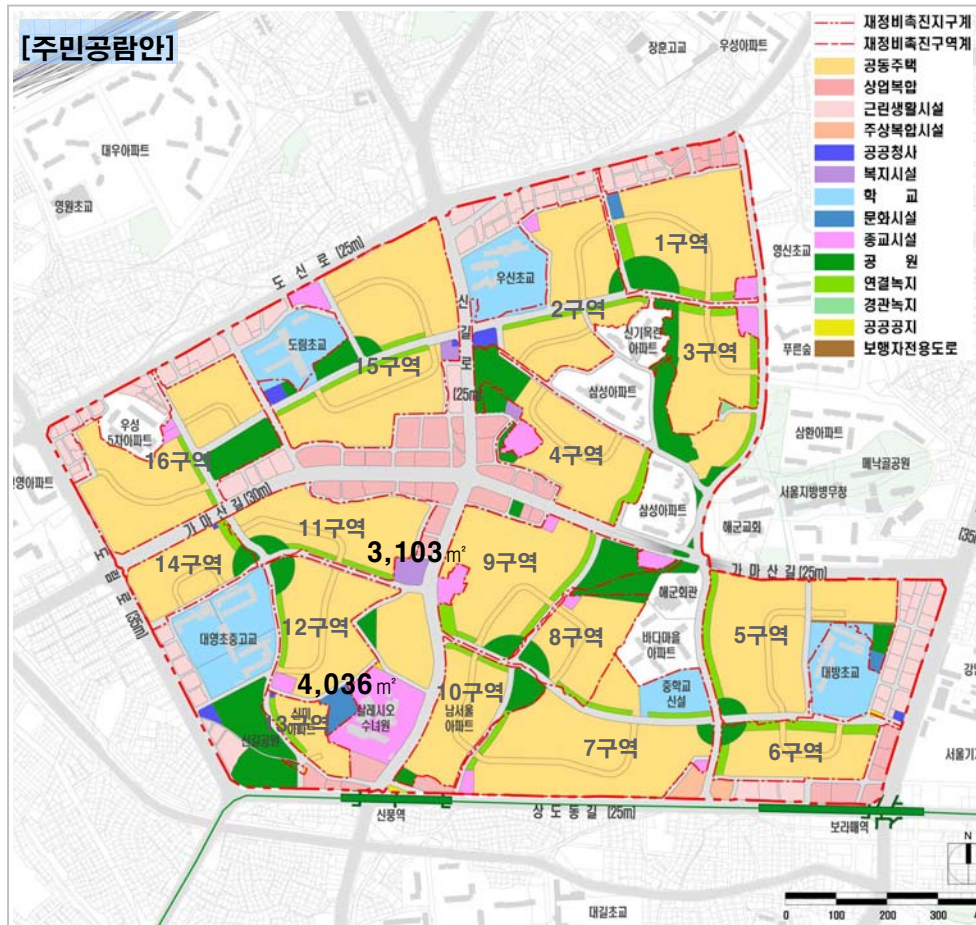 [주민공람안]
장훈고교
우성아파트
대우아파트
영원초교
재정비촉진지구계
재정비촉진구역계
공동주택
상업복합
근린생활시설
주상복합시설
공공청사
복지시설
학 교
문화시설
종교시설
공 원
연결녹지
경관녹지
공공공지
보행자전용도로
도 신 로 [25m]
신 길 로 [25m]
1구역
영신초교
우신초교
2구역
신기목련
아파트
3구역
푸른숲
도림초교
15구역
삼성아파트
우성
5차아파트
16구역
4구역
삼환아파트
메낙골공원
서울지방병무청
삼성아파트
해군교회
가 마 산 길 [30m]
11구역
3,103㎡
9구역
14구역
가 마 산 길 [25m]
[35m
해군회관
도 림 로 [35m]
대영초중고교
12구역
8구역
바다마을
아파트
5구역
대방초교
4,036㎡
10구역
남서울
아파트
중학교
신설
13구역
신미
아파트
살레시오
수녀원
신길공원
7구역
6구역
서울기
신풍역
상 도 동 길 [25m]
보라매역
대길초교
N
0 100 200 300